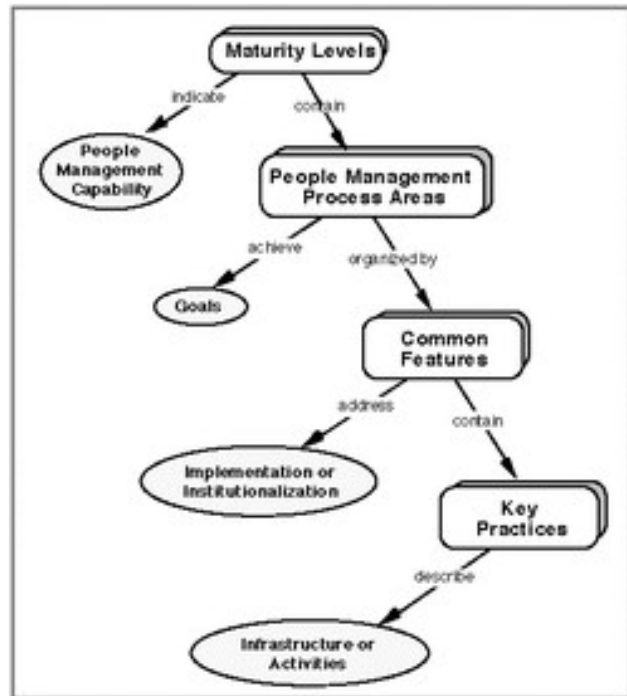 Maturity Levels
indicate
contain
People
Management
Capability
People Management
Process Areas
achieve
organized by
Goals
Common
Features
address
contain
Implementation or
Institutionalization
Key
Practices
describe
Infrastructure or
Activities